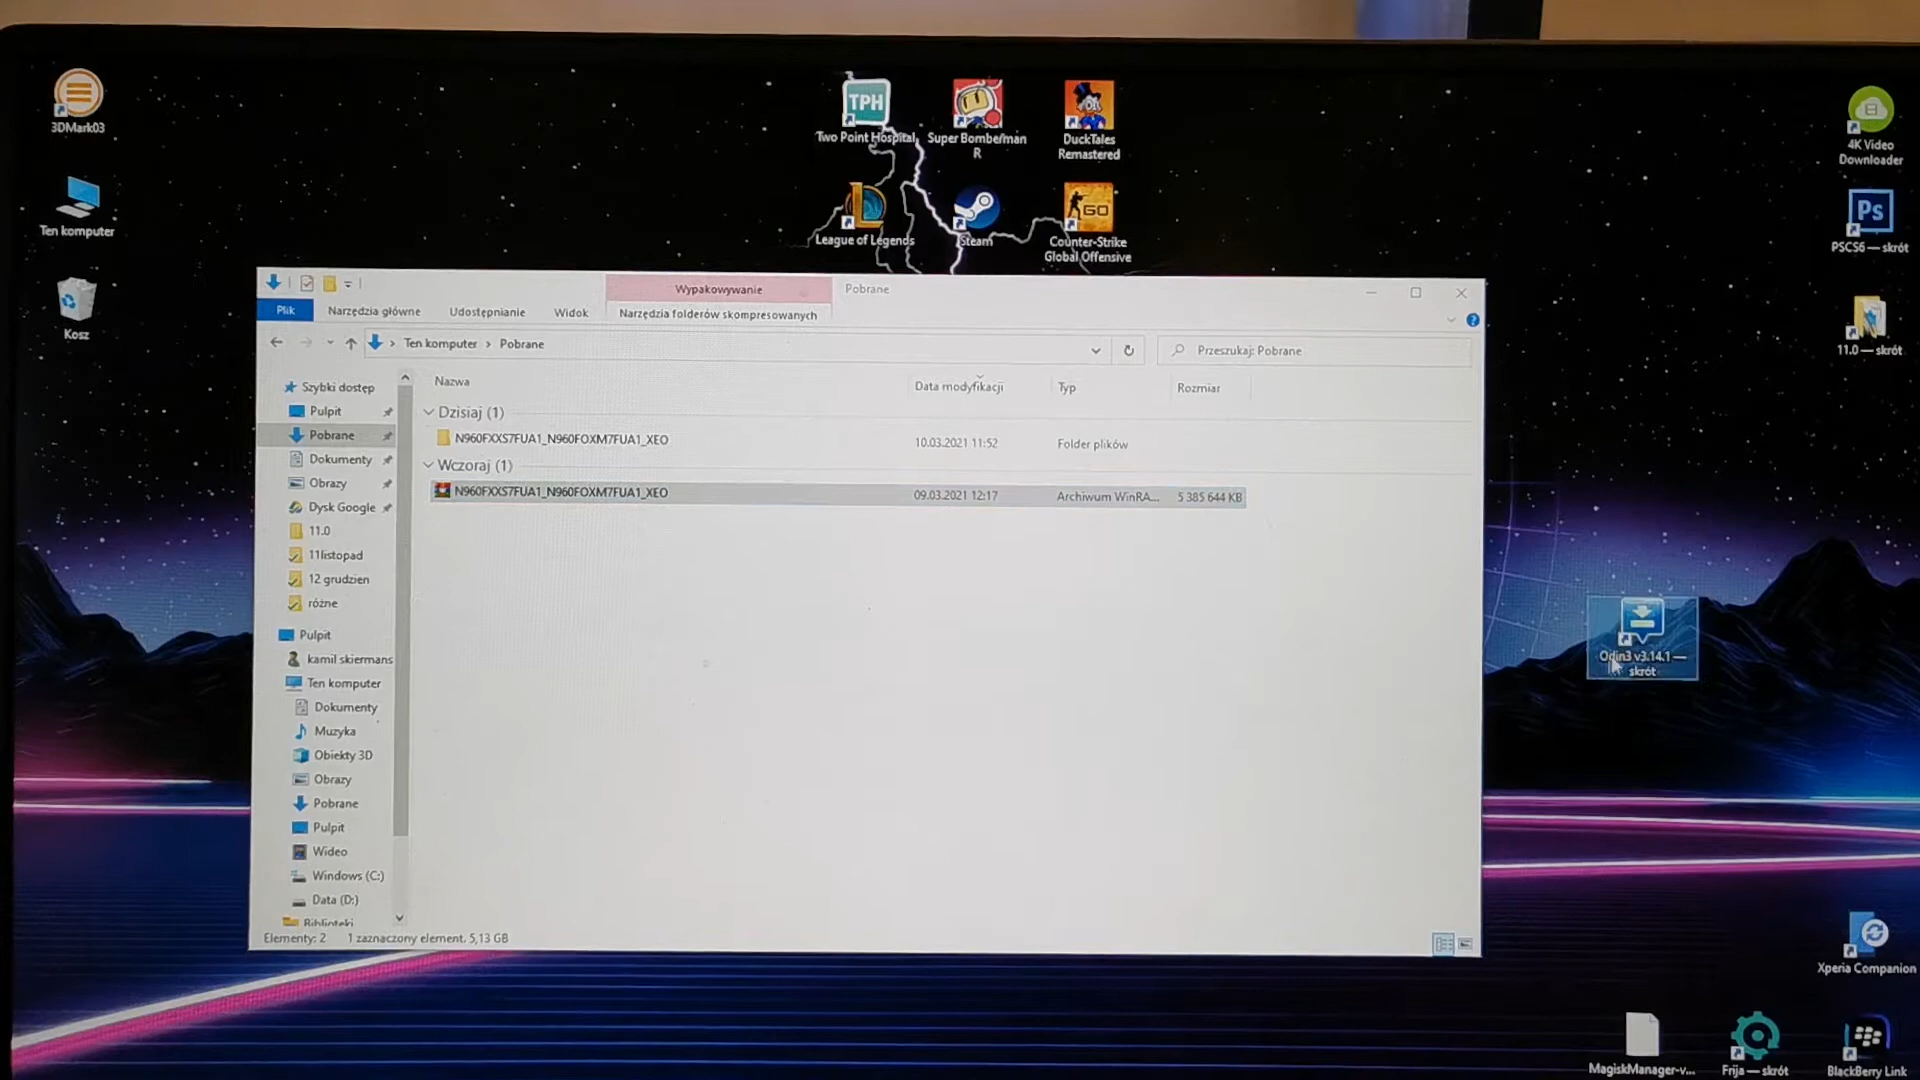 3DMark03
Ten komputer
Kosz
TPH
Two Point Hospital
Super Bomberman
R
DuckTales
Remastered
League of Legends
Steam
GO
Counter-Strike
Global Offensive
4K Video
Downloader
Ps
PSCS6 — skrót
11.0 — skrót
Wypakowywanie
Pobrane
Plik
Narzędzia główne
Udostępnianie
Widok
Narzędzia folderów skompresowanych
Ten komputer
Pobrane
Przeszukaj: Pobrane
Nazwa
Data modyfikacji
Typ
Rozmiar
Dzisiaj (1)
N960FXXS7FUA1_N960FOXM7FUA1_XEO
10.03.2021 11:52
Folder plików
Wczoraj (1)
N960FXXS7FUA1_N960FOXM7FUA1_XEO
09.03.2021 12:17
Archiwum WinRA...
5 385 644 KB
Szybki dostęp
Pulpit
Pobrane
Dokumenty
Obrazy
Dysk Google
11.0
11listopad
12 grudzien
różne
Pulpit
kamil skiermans
Ten komputer
Dokumenty
Muzyka
Obiekty 3D
Obrazy
Pobrane
Pulpit
Wideo
Windows (C:)
Data (D:)
Biblioteki
Elementy: 2
1 zaznaczony element. 5,13 GB
Odin3 v3.14.1 —
skrót
Xperia Companion
MagiskManager-v...
Frija — skrót
BlackBerry Link